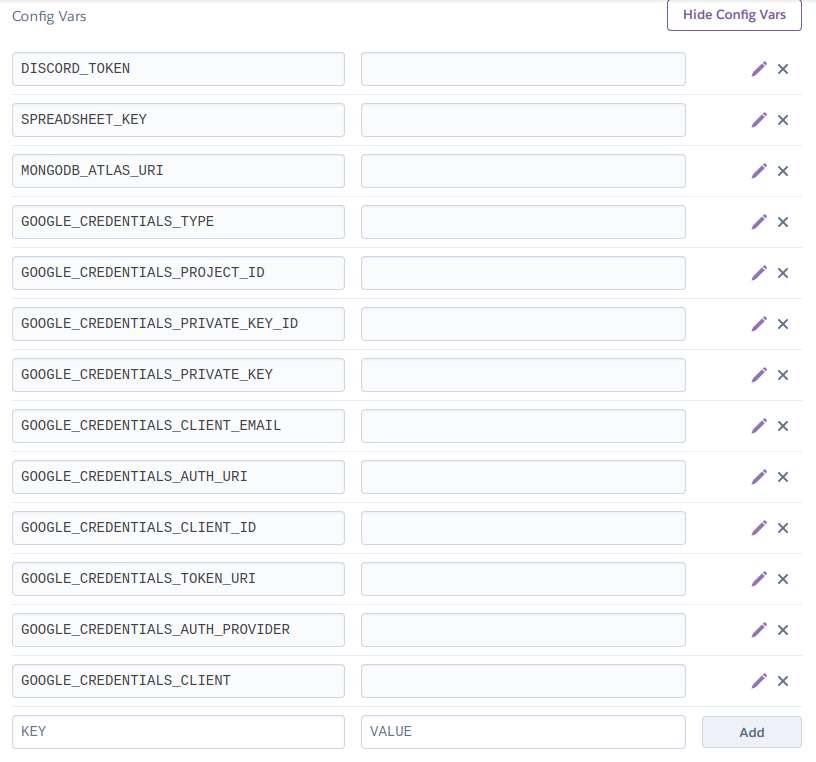 Config Vars
Hide Config Vars
DISCORD_TOKEN
SPREADSHEET_KEY
MONGODB_ATLAS_URI
GOOGLE_CREDENTIALS_TYPE
GOOGLE_CREDENTIALS_PROJECT_ID
GOOGLE_CREDENTIALS_PRIVATE_KEY_ID
GOOGLE_CREDENTIALS_PRIVATE_KEY
GOOGLE_CREDENTIALS_CLIENT_EMAIL
GOOGLE_CREDENTIALS_AUTH_URI
GOOGLE_CREDENTIALS_CLIENT_ID
GOOGLE_CREDENTIALS_TOKEN_URI
GOOGLE_CREDENTIALS_AUTH_PROVIDER
GOOGLE_CREDENTIALS_CLIENT
KEY VALUE Add